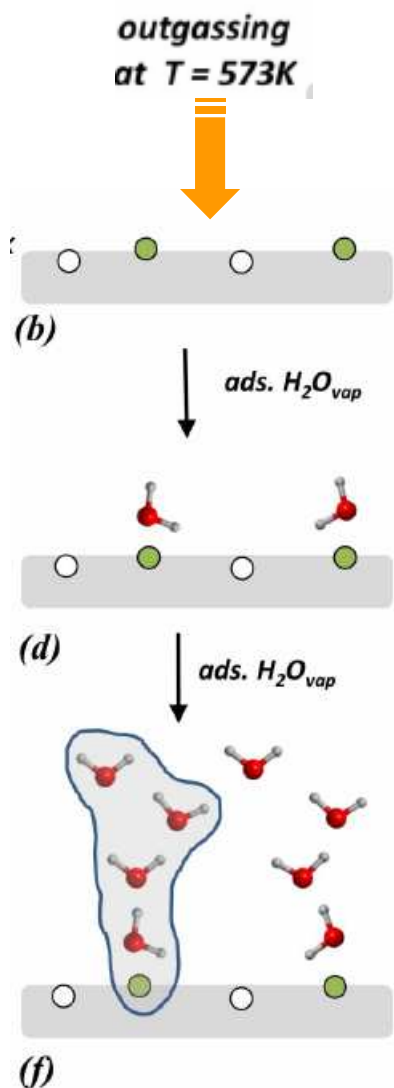 outgassing
at T = 573K
(b)
ads. H₂Oᵥₐₚ
(d)
ads. H₂Oᵥₐₚ
(f)